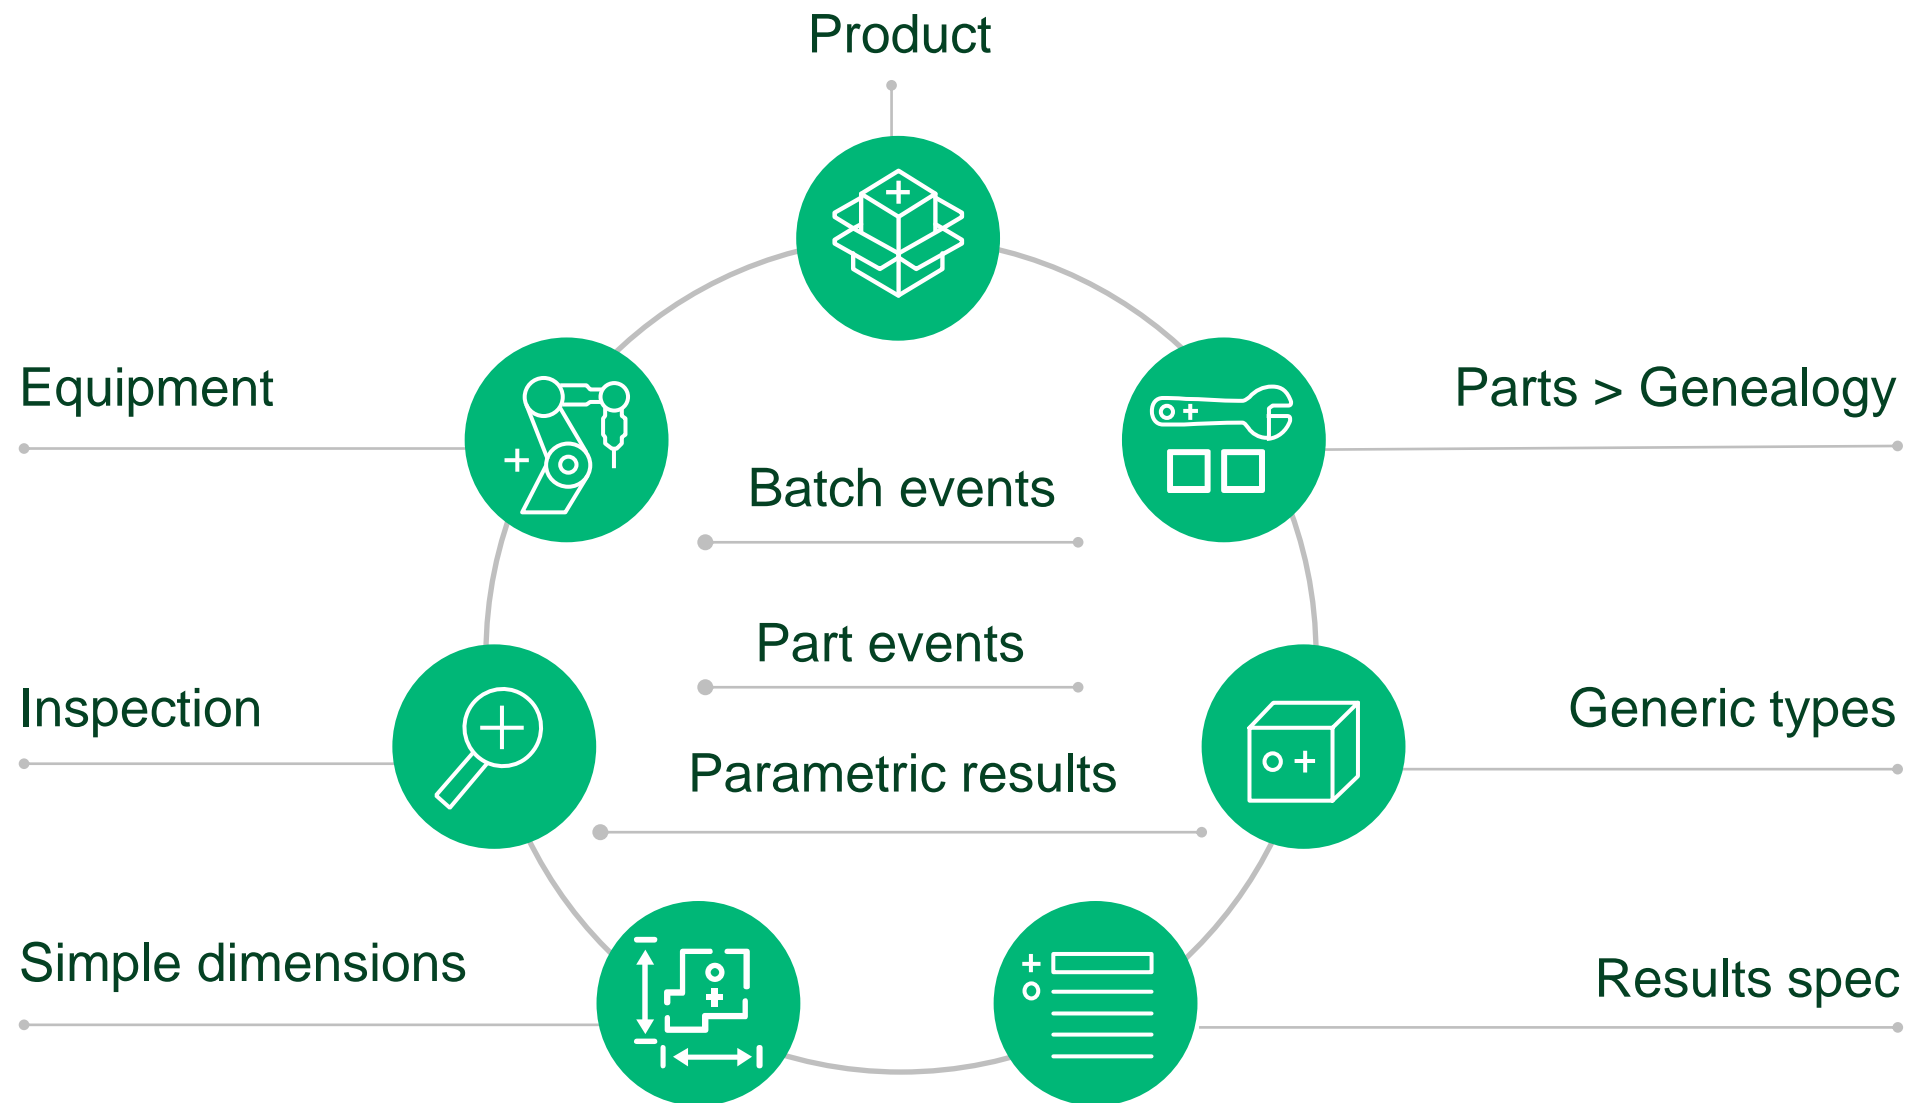 Product
Equipment
Parts > Genealogy
Batch events
Part events
Inspection
Generic types
Parametric results
Simple dimensions
Results spec